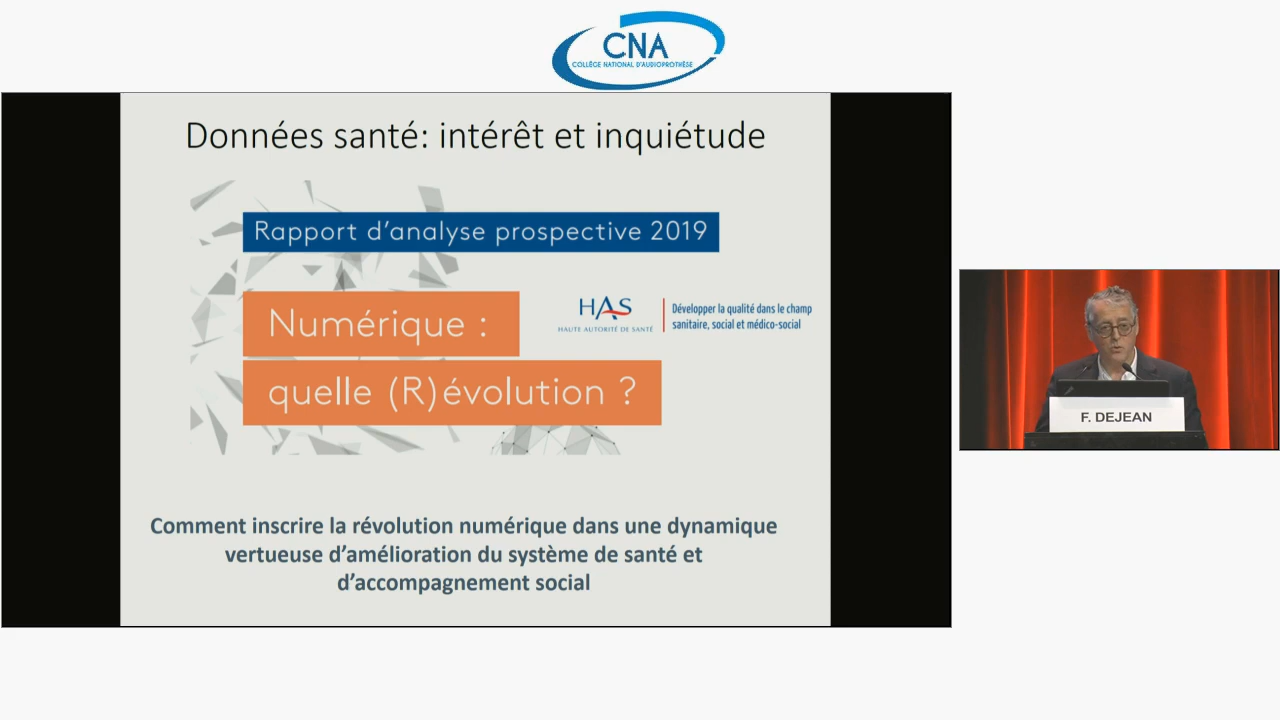 CNA
COLLÈGE NATIONAL D'AUDIOPROTHÈSE
Données santé: intérêt et inquiétude
Rapport d'analyse prospective 2019
Numérique :
quelle (R)évolution ?
HAS
HAUTE AUTORITÉ DE SANTÉ
Développer la qualité dans le champ
sanitaire, social et médico-social
Comment inscrire la révolution numérique dans une dynamique
vertueuse d'amélioration du système de santé et
d'accompagnement social
F. DEJEAN